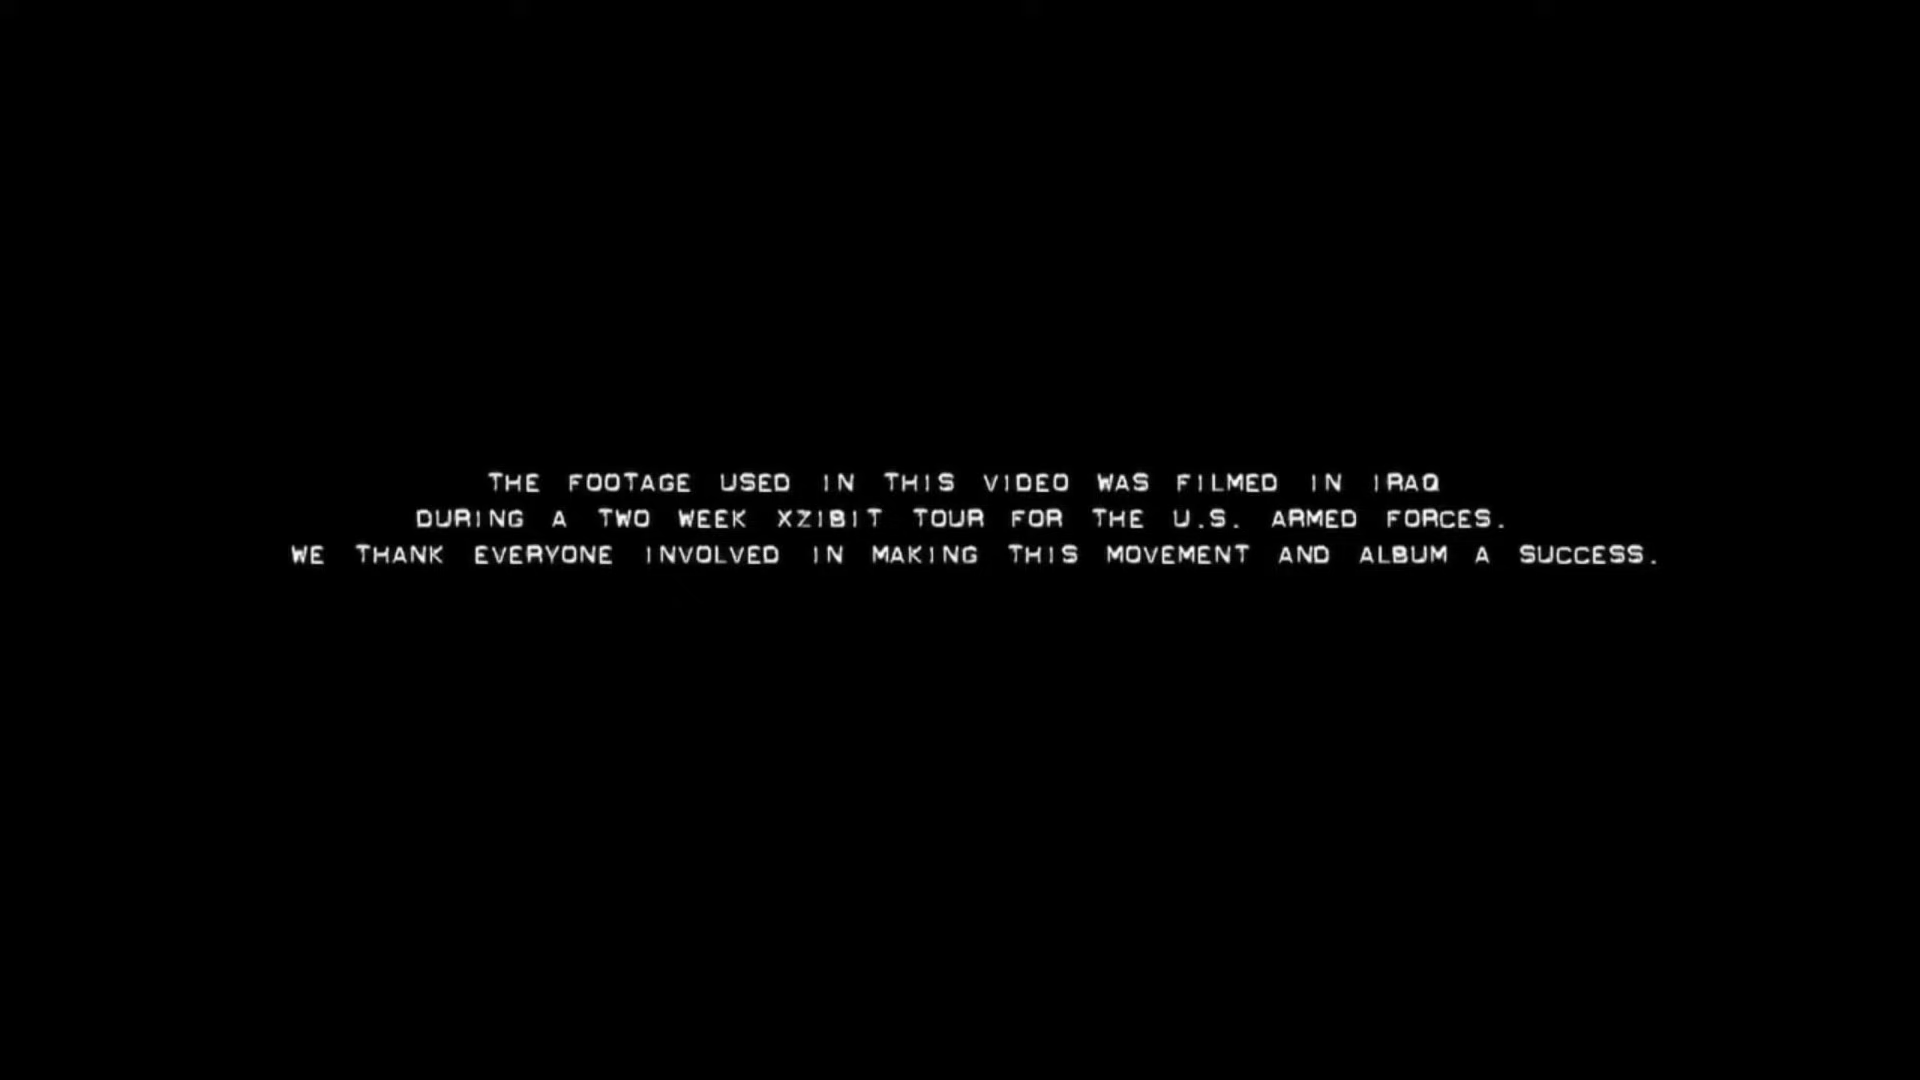 THE FOOTAGE USED IN THIS VIDEO WAS FILMED IN IRAQ
DURING A TWO WEEK XZIBIT TOUR FOR THE U.S. ARMED FORCES.
WE THANK EVERYONE INVOLVED IN MAKING THIS MOVEMENT AND ALBUM A SUCCESS.